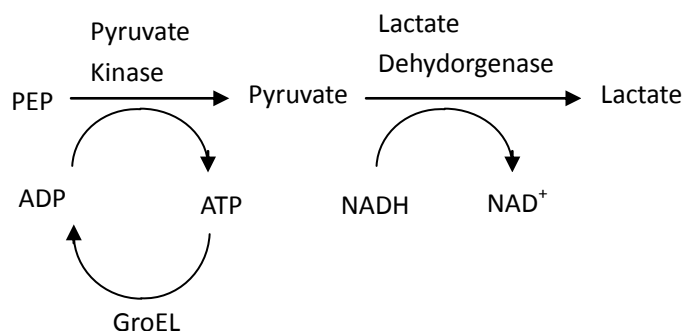 Pyruvate
Kinase
Lactate
Dehydorgenase
PEP
Pyruvate
Lactate
ADP
ATP
NADH
NAD⁺
GroEL